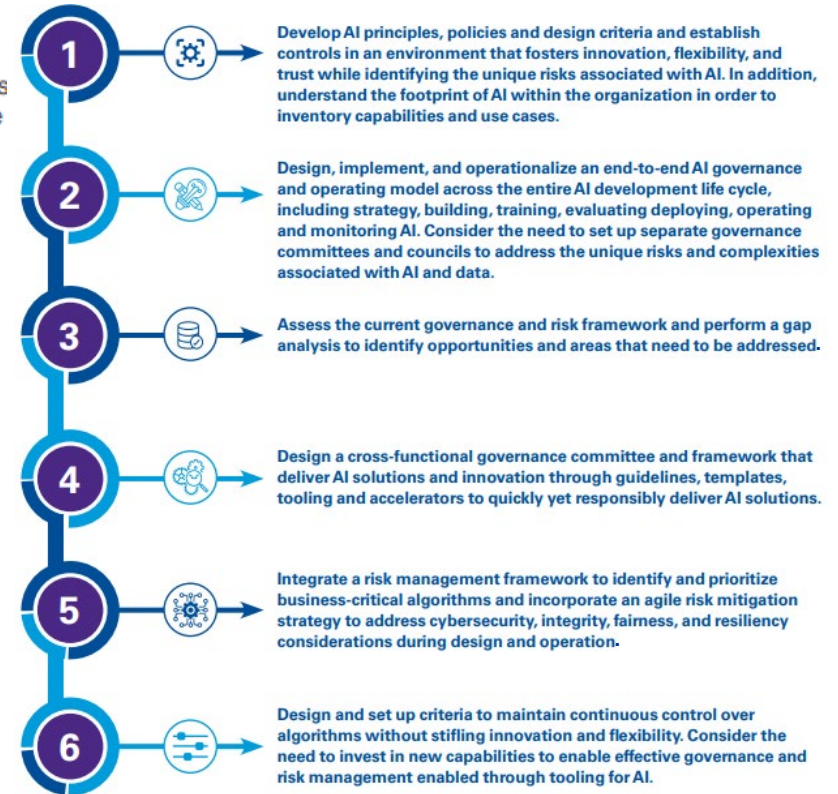 1
Develop AI principles, policies and design criteria and establish
controls in an environment that fosters innovation, flexibility, and
trust while identifying the unique risks associated with AI. In addition,
understand the footprint of AI within the organization in order to
inventory capabilities and use cases.
2
Design, implement, and operationalize an end-to-end AI governance
and operating model across the entire AI development life cycle,
including strategy, building, training, evaluating deploying, operating
and monitoring AI. Consider the need to set up separate governance
committees and councils to address the unique risks and complexities
associated with AI and data.
3
Assess the current governance and risk framework and perform a gap
analysis to identify opportunities and areas that need to be addressed.
4
Design a cross-functional governance committee and framework that
deliver AI solutions and innovation through guidelines, templates,
tooling and accelerators to quickly yet responsibly deliver AI solutions.
5
Integrate a risk management framework to identify and prioritize
business-critical algorithms and incorporate an agile risk mitigation
strategy to address cybersecurity, integrity, fairness, and resiliency
considerations during design and operation.
6
Design and set up criteria to maintain continuous control over
algorithms without stifling innovation and flexibility. Consider the
need to invest in new capabilities to enable effective governance and
risk management enabled through tooling for AI.